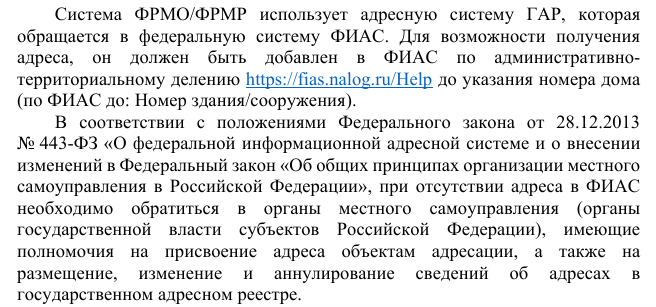 Система ФРМО/ФРМР использует адресную систему ГАР, которая
обращается в федеральную систему ФИАС. Для возможности получения
адреса, он должен быть добавлен в ФИАС по административно-
территориальному делению https://fias.nalog.ru/Help до указания номера дома
(по ФИАС до: Номер здания/сооружения).
В соответствии с положениями Федерального закона от 28.12.2013
№ 443-ФЗ «О федеральной информационной адресной системе и о внесении
изменений в Федеральный закон «Об общих принципах организации местного
самоуправления в Российской Федерации», при отсутствии адреса в ФИАС
необходимо обратиться в органы местного самоуправления (органы
государственной власти субъектов Российской Федерации), имеющие
полномочия на присвоение адреса объектам адресации, а также на
размещение, изменение и аннулирование сведений об адресах в
государственном адресном реестре.